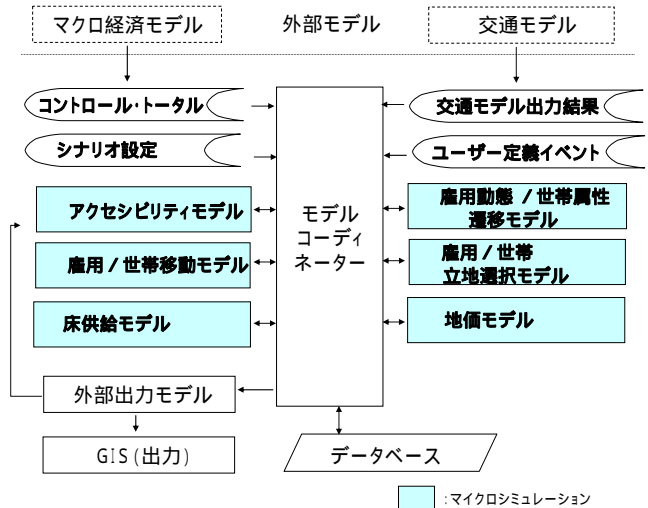 マクロ経済モデル
外部モデル
交通モデル
コントロール・トータル
交通モデル出力結果
シナリオ設定
ユーザー定義イベント
アクセシビリティモデル
モデル
コーディ
ネーター
雇用動態 / 世帯属性
遷移モデル
雇用 / 世帯移動モデル
雇用 / 世帯
立地選択モデル
床供給モデル
地価モデル
外部出力モデル
GIS (出力)
データベース
:マイクロシミュレーション